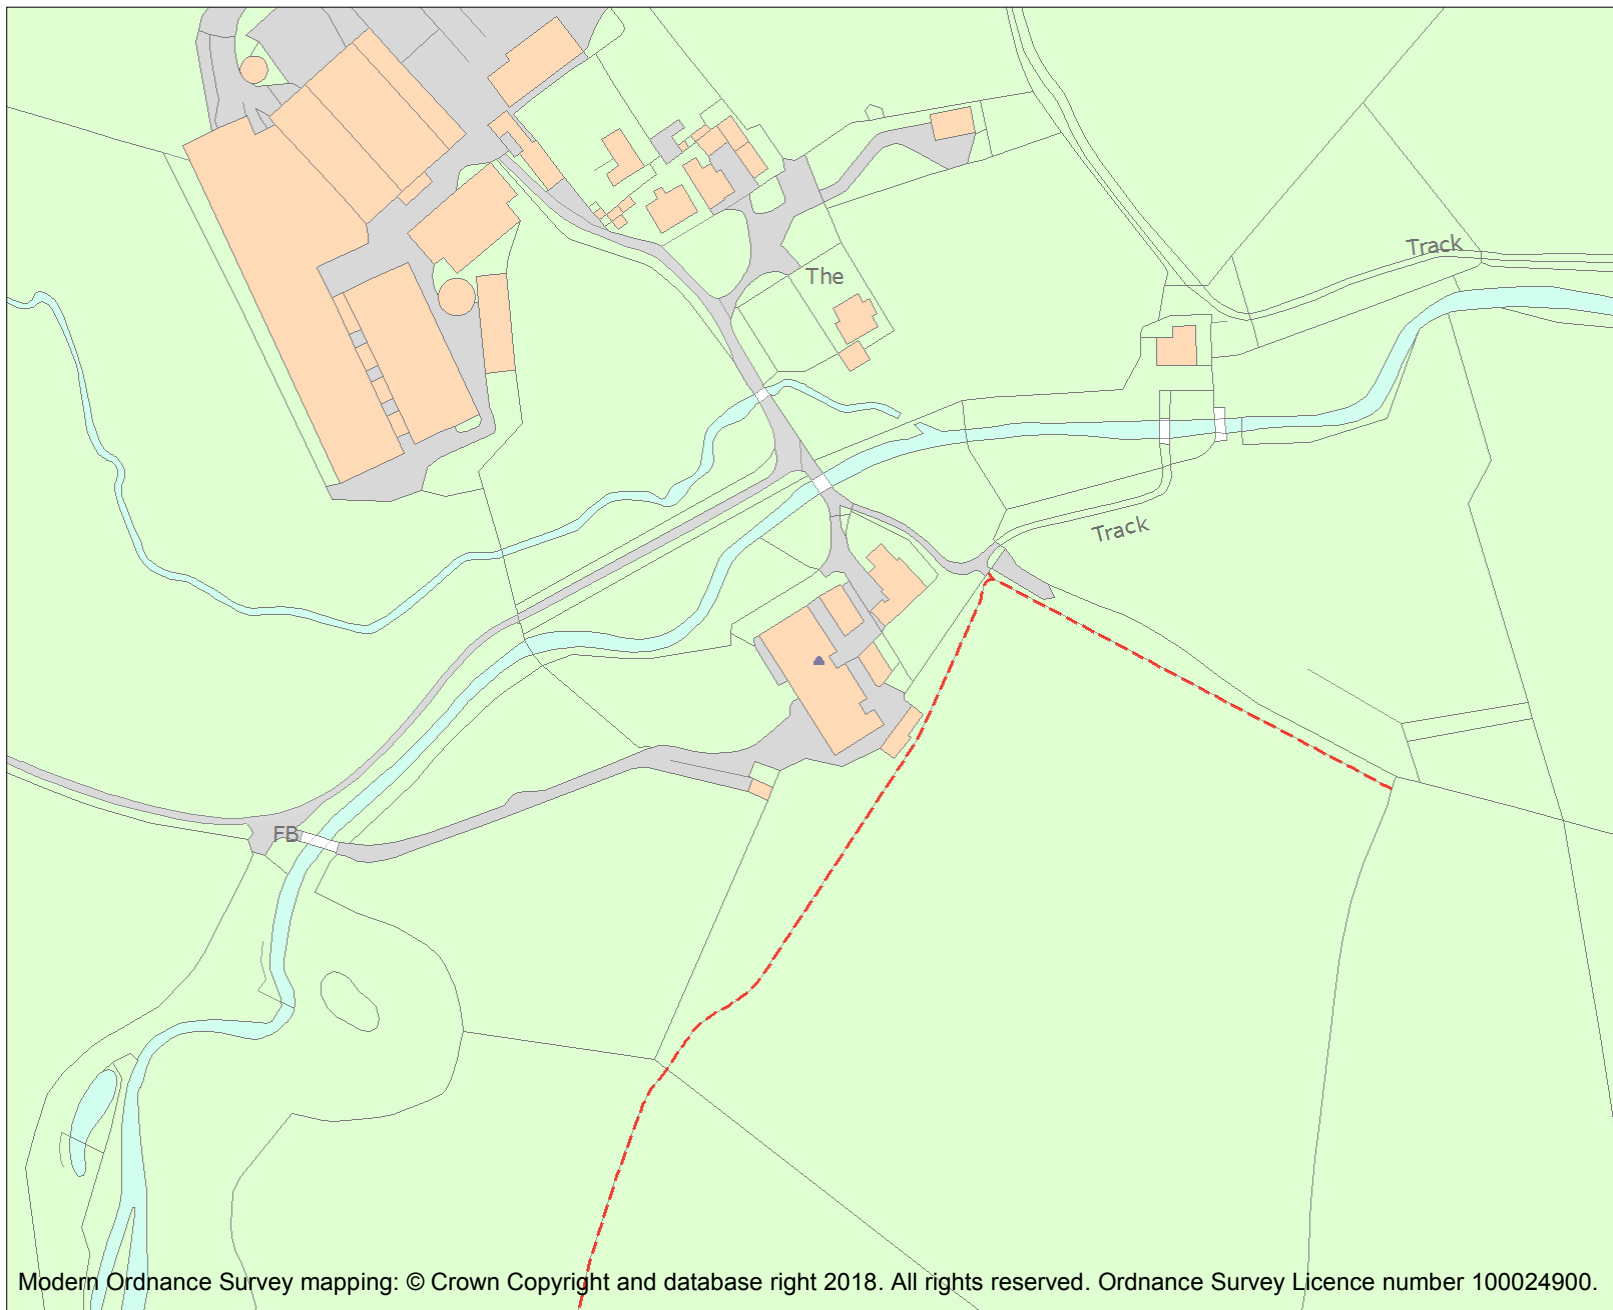 Track
The
Track
FB
Modern Ordnance Survey mapping: © Crown Copyright and database right 2018. All rights reserved. Ordnance Survey Licence number 100024900.